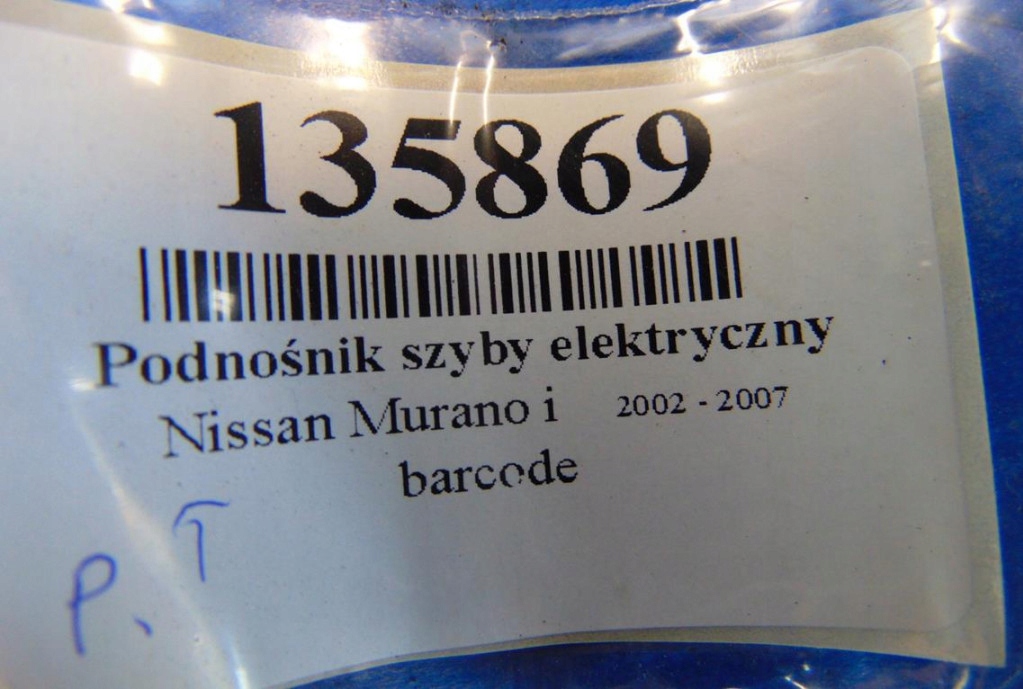 135869
Podnośnik szyby elektryczny
Nissan Murano i 2002 - 2007
barcode
P. T